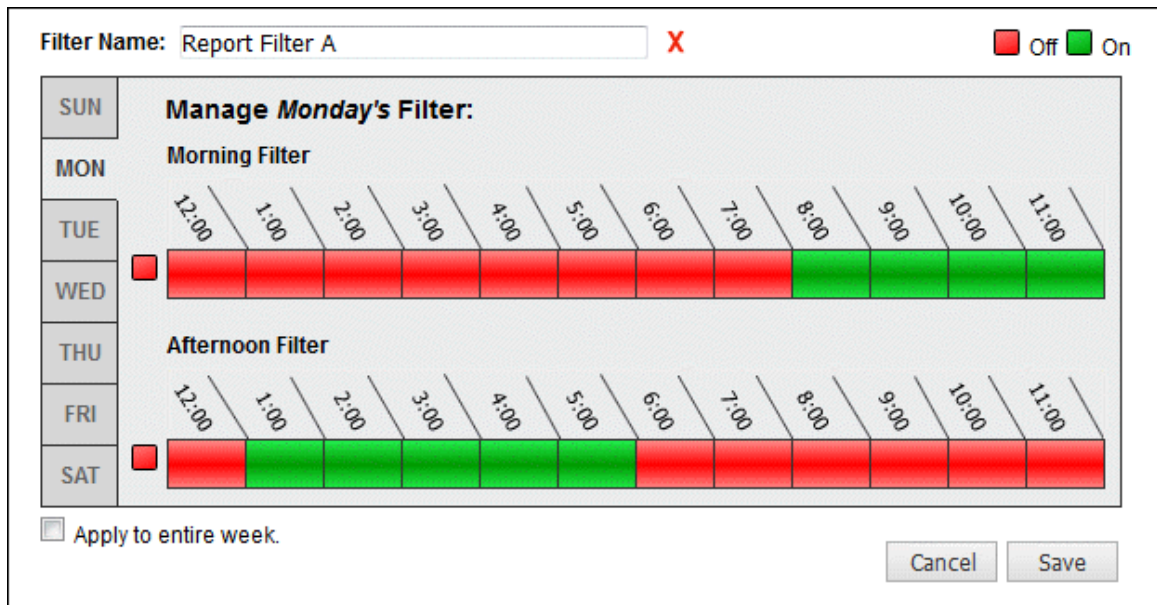 Filter Name: Report Filter A X Off On
SUN
MON
TUE
WED
THU
FRI
SAT
Manage Monday's Filter:
Morning Filter
12:00 1:00 2:00 3:00 4:00 5:00 6:00 7:00 8:00 9:00 10:00 11:00
Afternoon Filter
12:00 1:00 2:00 3:00 4:00 5:00 6:00 7:00 8:00 9:00 10:00 11:00
Apply to entire week.
Cancel Save